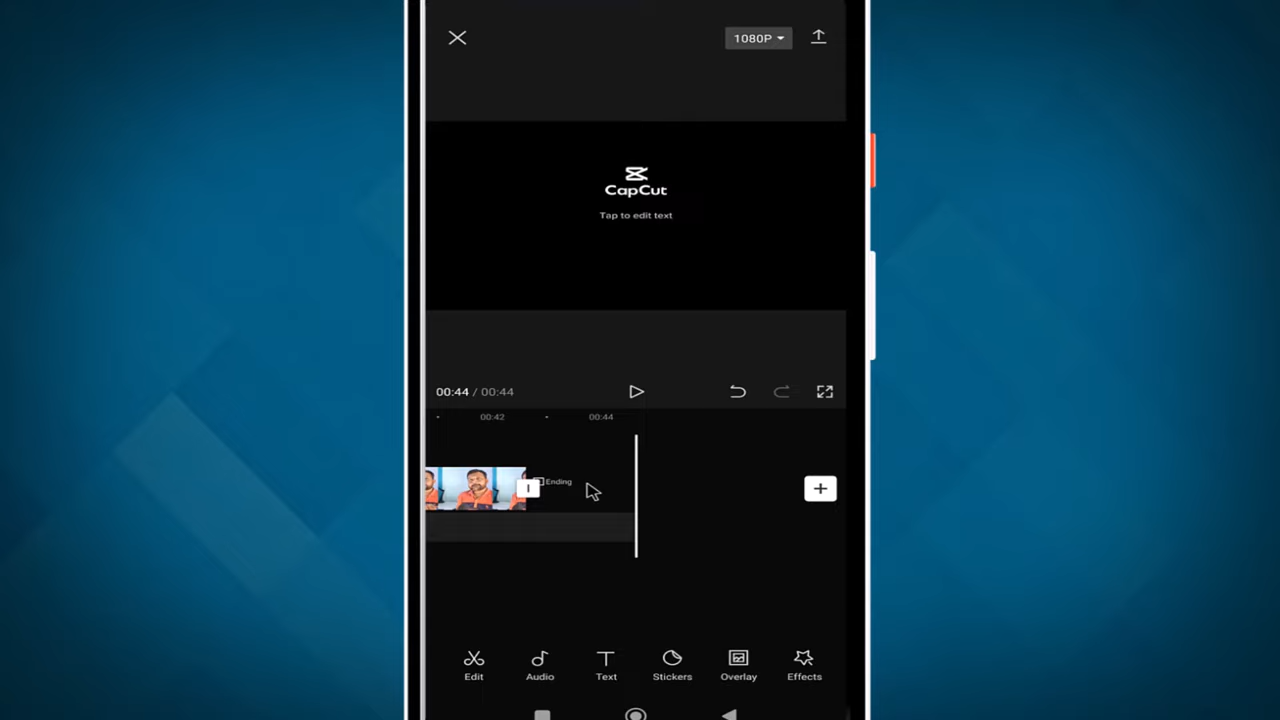 1080P
CapCut
Tap to edit text
00:44 / 00:44
00:42
00:44
Ending
Edit
Audio
Text
Stickers
Overlay
Effects